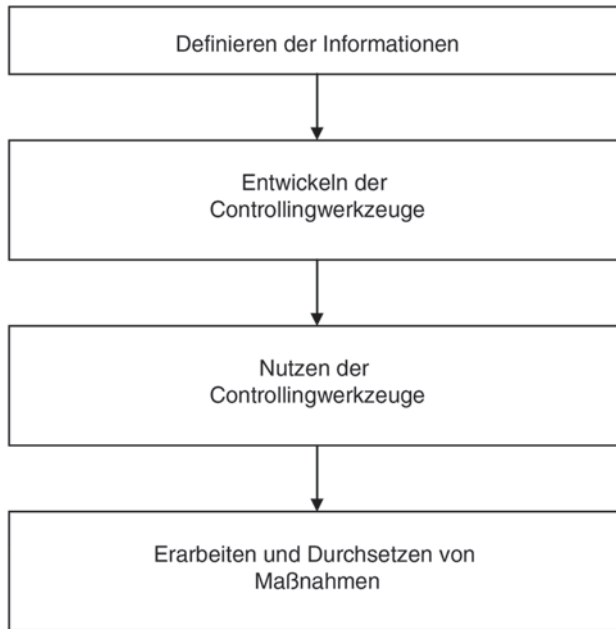 Definieren der Informationen
Entwickeln der
Controllingwerkzeuge
Nutzen der
Controllingwerkzeuge
Erarbeiten und Durchsetzen von
Maßnahmen